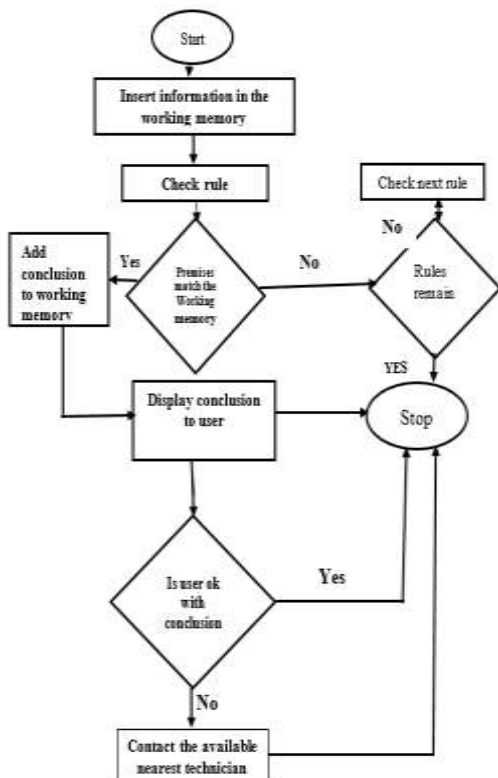 Start
Insert information in the
working memory
Check rule
Check next rule
Add
conclusion
to working
memory
Yes
Premises
match the
Working
memory
No
No
Rules
remain
YES
Display conclusion
to user
Stop
Is user ok
with
conclusion
Yes
No
Contact the available
nearest technician